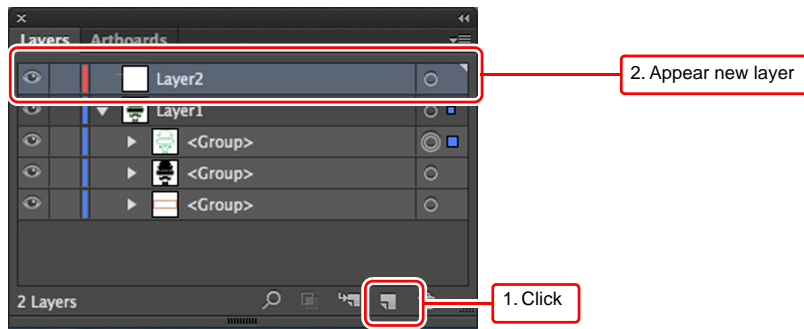 Layers Artboards
Layer2
2. Appear new layer
Layer1
<Group>
<Group>
<Group>
2 Layers
1. Click